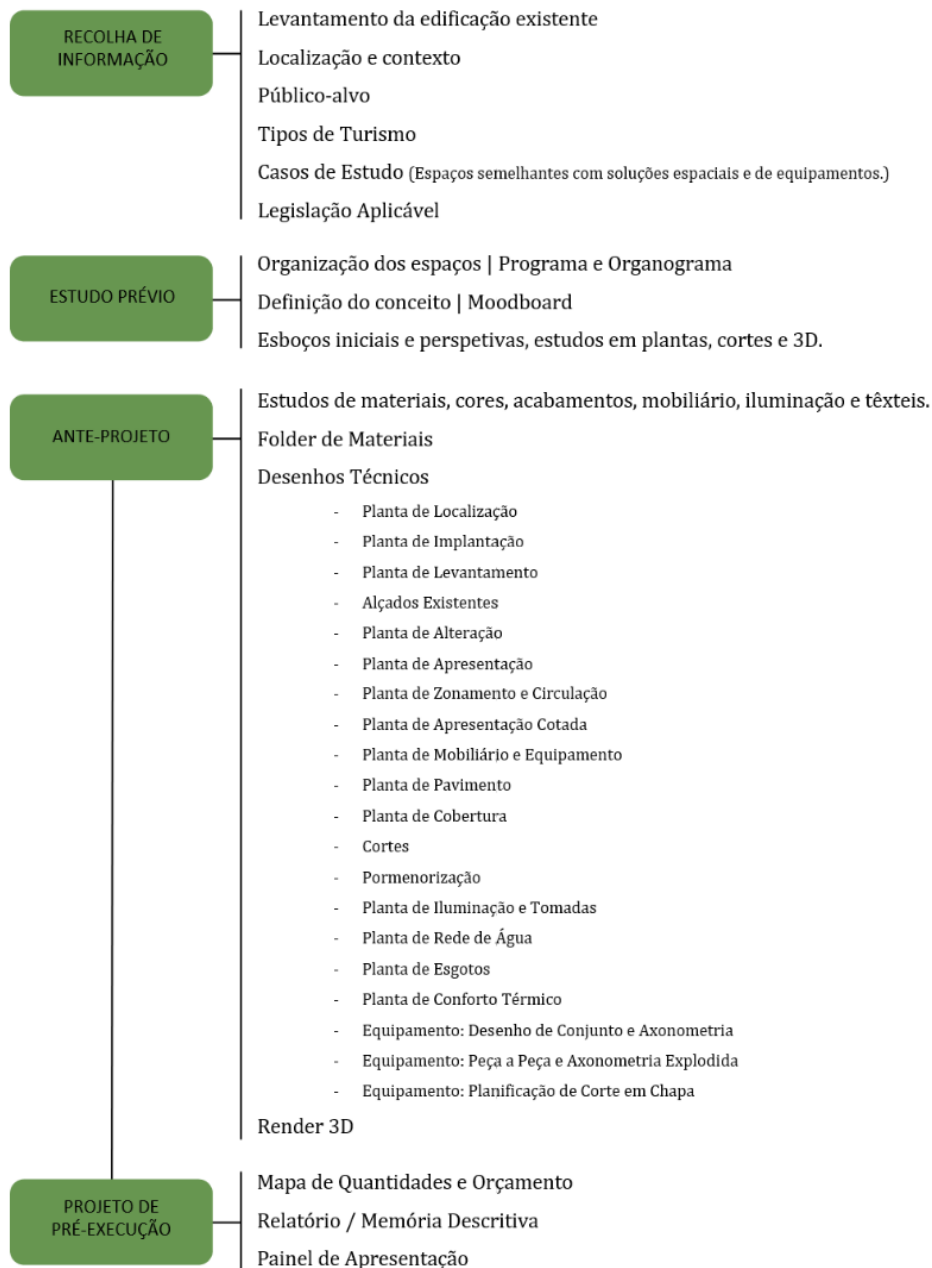 RECOLHA DE
INFORMAÇÃO
Levantamento da edificação existente
Localização e contexto
Público-alvo
Tipos de Turismo
Casos de Estudo (Espaços semelhantes com soluções espaciais e de equipamentos.)
Legislação Aplicável
ESTUDO PRÉVIO
Organização dos espaços | Programa e Organograma
Definição do conceito | Moodboard
Esboços iniciais e perspetivas, estudos em plantas, cortes e 3D.
ANTE-PROJETO
Estudos de materiais, cores, acabamentos, mobiliário, iluminação e têxteis.
Folder de Materiais
Desenhos Técnicos
- Planta de Localização
- Planta de Implantação
- Planta de Levantamento
- Alçados Existentes
- Planta de Alteração
- Planta de Apresentação
- Planta de Zonamento e Circulação
- Planta de Apresentação Cotada
- Planta de Mobiliário e Equipamento
- Planta de Pavimento
- Planta de Cobertura
- Cortes
- Pormenorização
- Planta de Iluminação e Tomadas
- Planta de Rede de Água
- Planta de Esgotos
- Planta de Conforto Térmico
- Equipamento: Desenho de Conjunto e Axonometria
- Equipamento: Peça a Peça e Axonometria Explodida
- Equipamento: Planificação de Corte em Chapa
Render 3D
PROJETO DE
PRÉ-EXECUÇÃO
Mapa de Quantidades e Orçamento
Relatório / Memória Descritiva
Painel de Apresentação